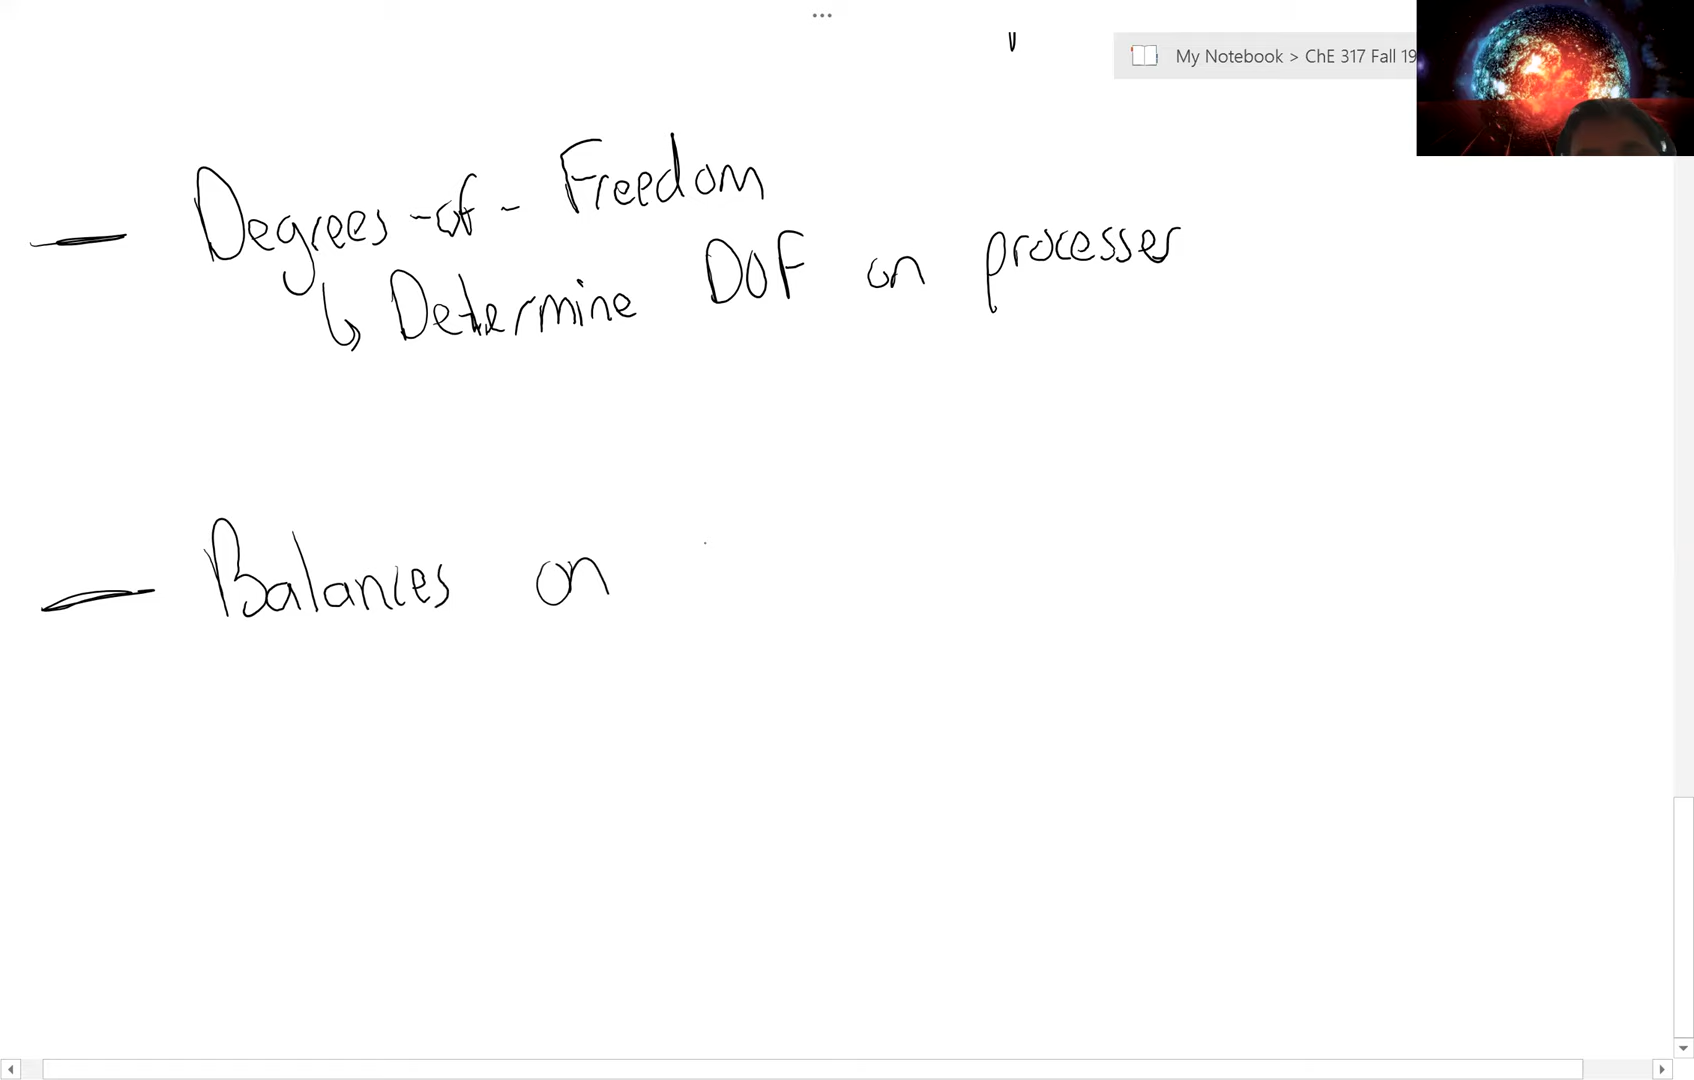 My Notebook > ChE 317 Fall 19
— Degrees-of-Freedom
↳ Determine DOF on processes
— Balances on